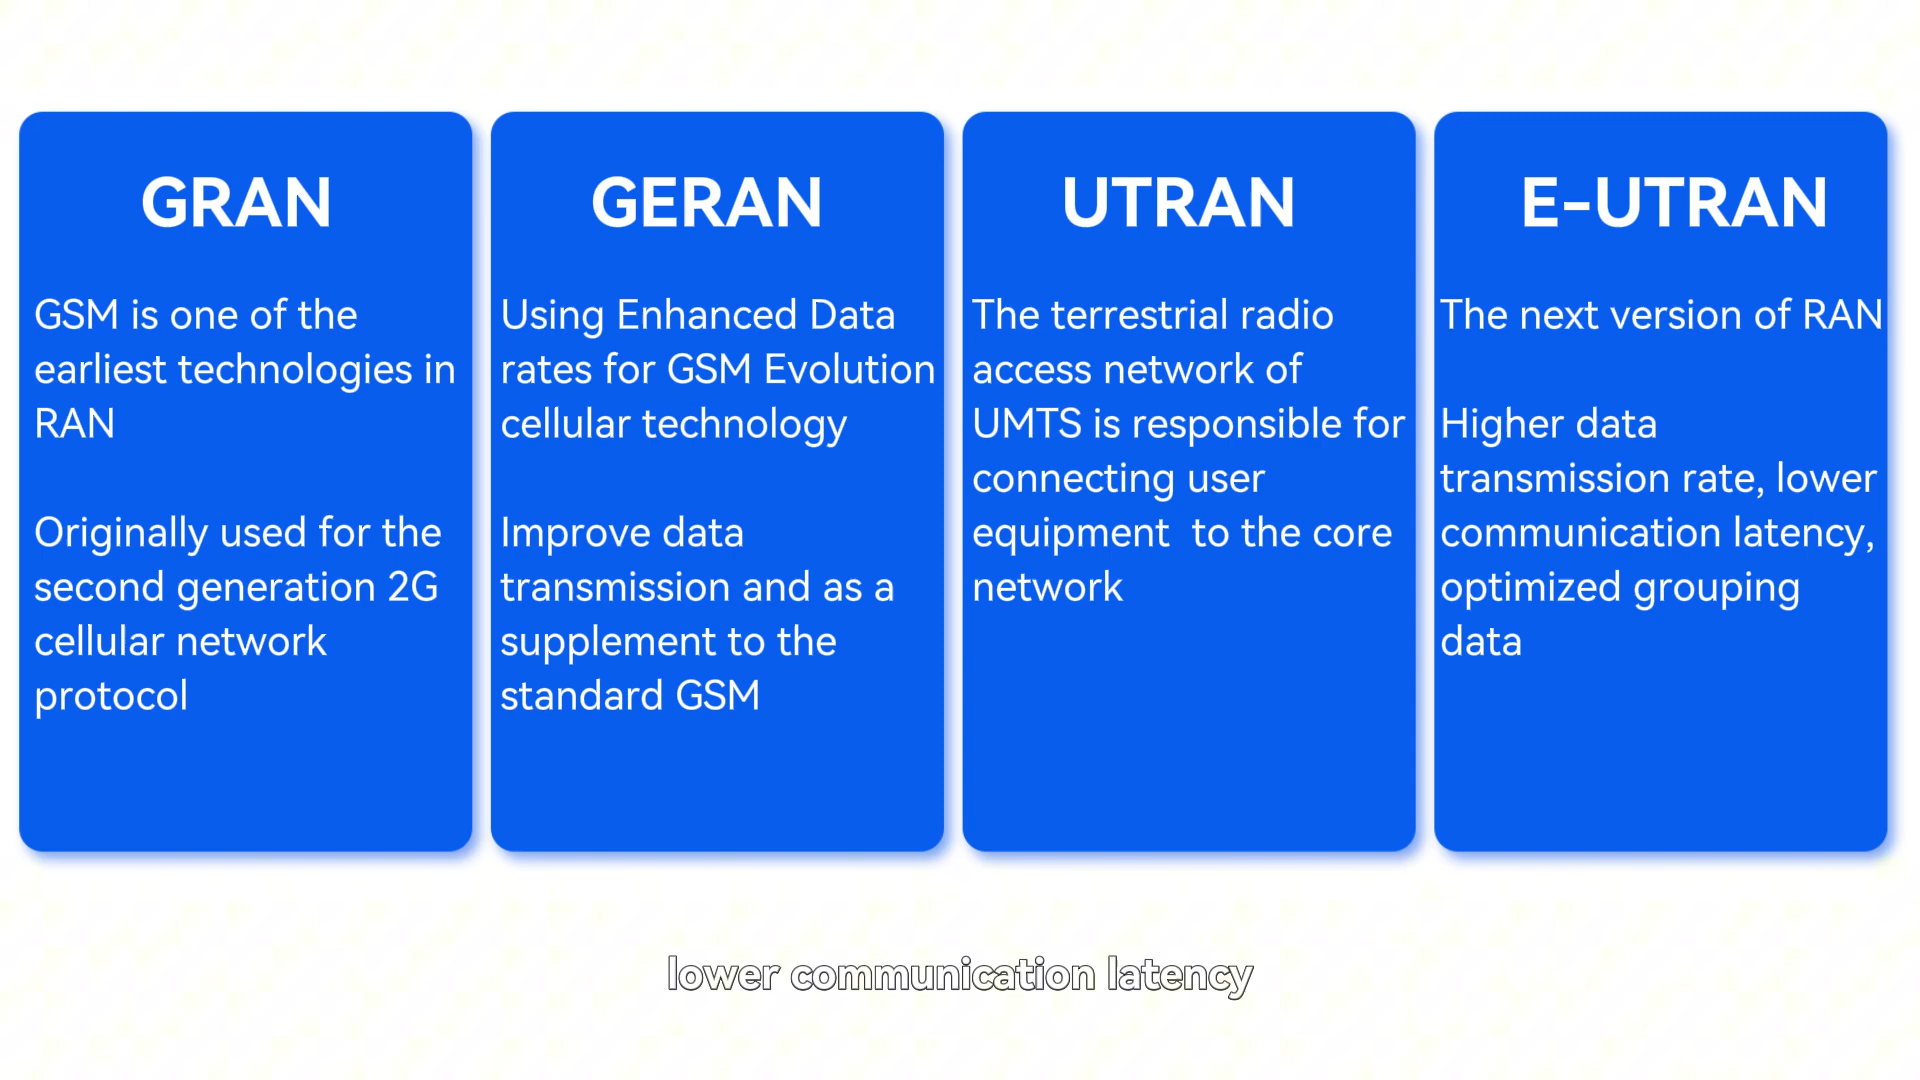 GRAN
GSM is one of the
earliest technologies in
RAN
Originally used for the
second generation 2G
cellular network
protocol
GERAN
Using Enhanced Data
rates for GSM Evolution
cellular technology
Improve data
transmission and as a
supplement to the
standard GSM
UTRAN
The terrestrial radio
access network of
UMTS is responsible for
connecting user
equipment  to the core
network
E-UTRAN
The next version of RAN
Higher data
transmission rate, lower
communication latency,
optimized grouping
data
lower communication latency